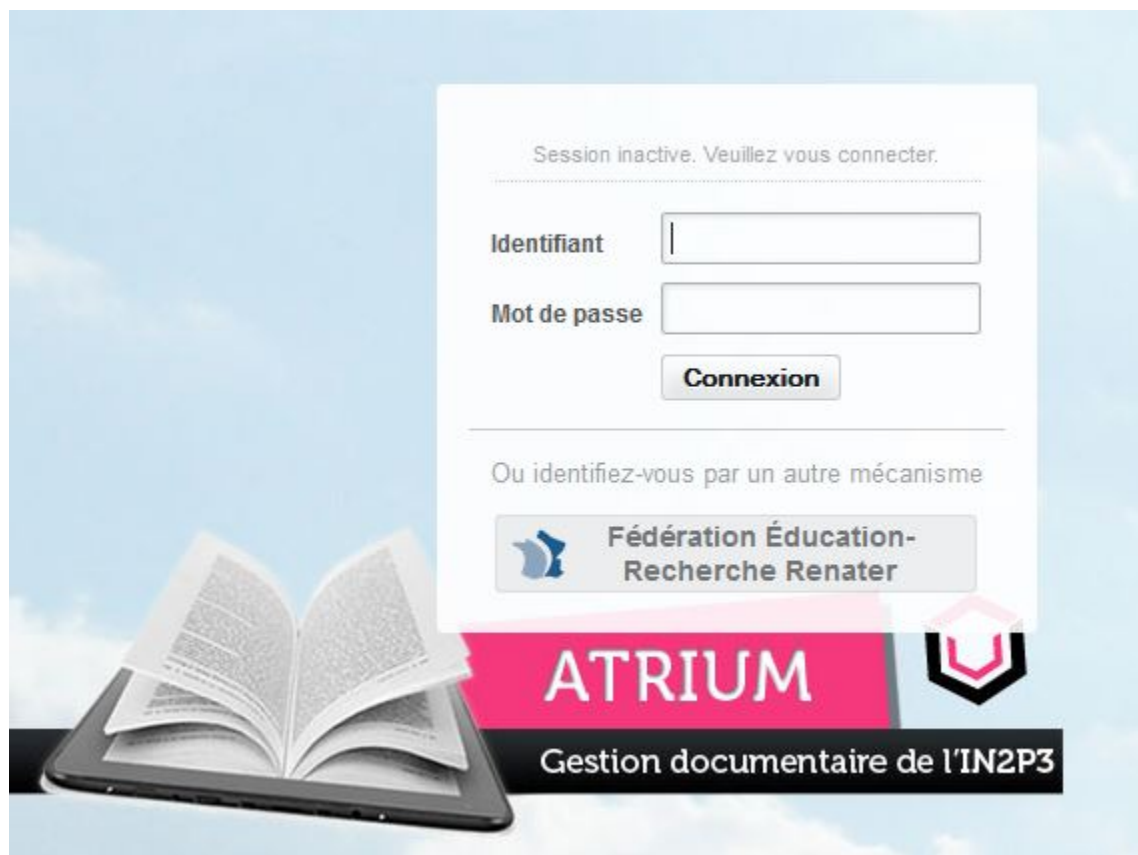 Session inactive. Veuillez vous connecter.
Identifiant
Mot de passe
Connexion
Ou identifiez-vous par un autre mécanisme
Fédération Éducation-
Recherche Renater
ATRIUM
Gestion documentaire de l'IN2P3